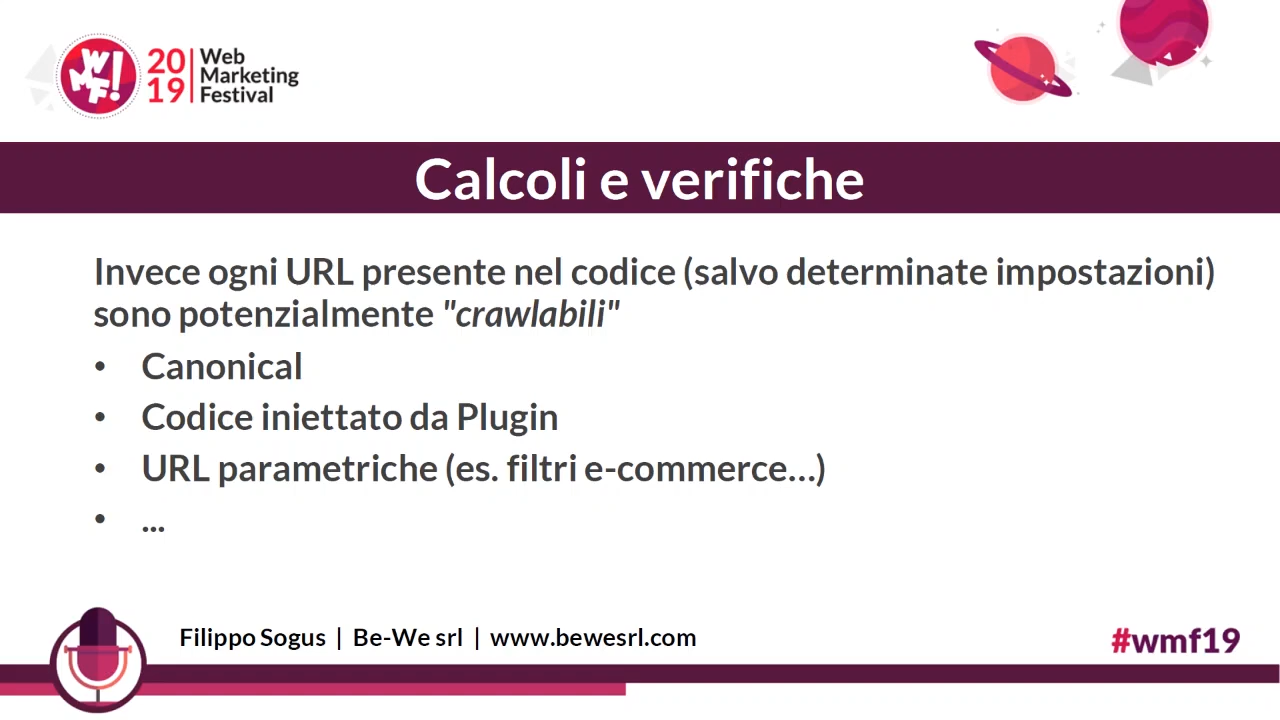 WMF!
2019
Web
Marketing
Festival
Calcoli e verifiche
Invece ogni URL presente nel codice (salvo determinate impostazioni)
sono potenzialmente "crawlabili"
• Canonical
• Codice iniettato da Plugin
• URL parametriche (es. filtri e-commerce...)
• ...
Filippo Sogus | Be-We srl | www.bewesrl.com
#wmf19